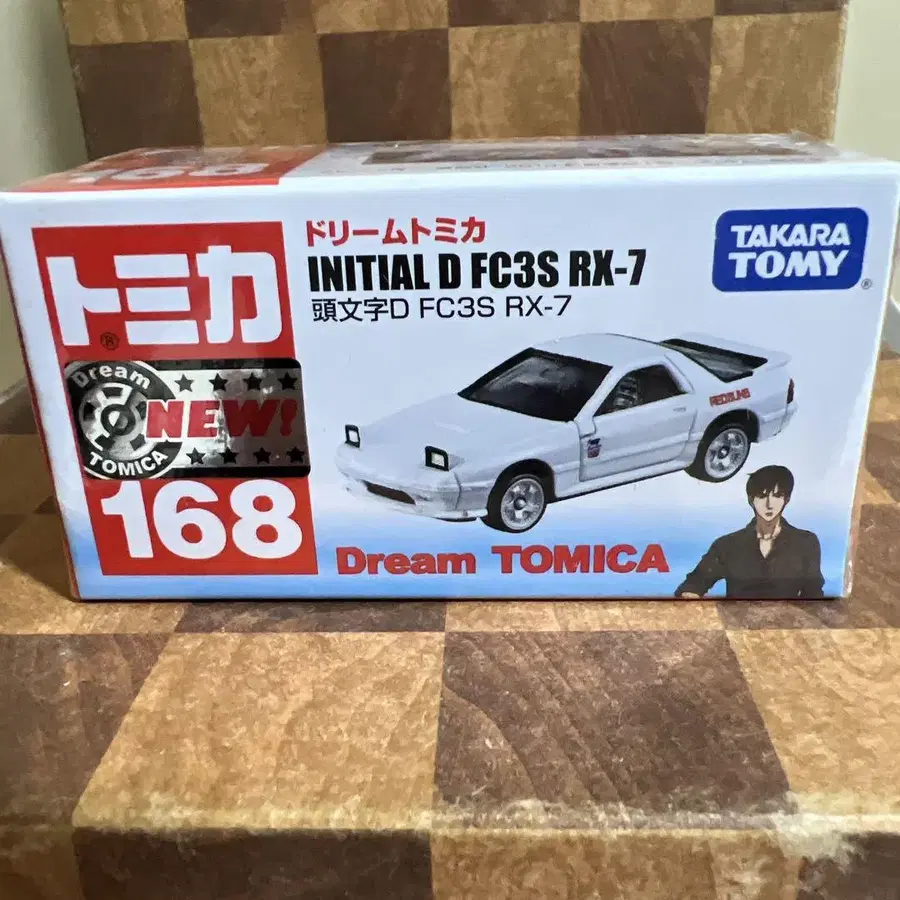 168
ドリームトミカ
INITIAL D FC3S RX-7
頭文字D FC3S RX-7
TAKARA
TOMY
®
トミカ
®
Dream
NEW!
TOMICA
168
REDSUNS
Dream TOMICA